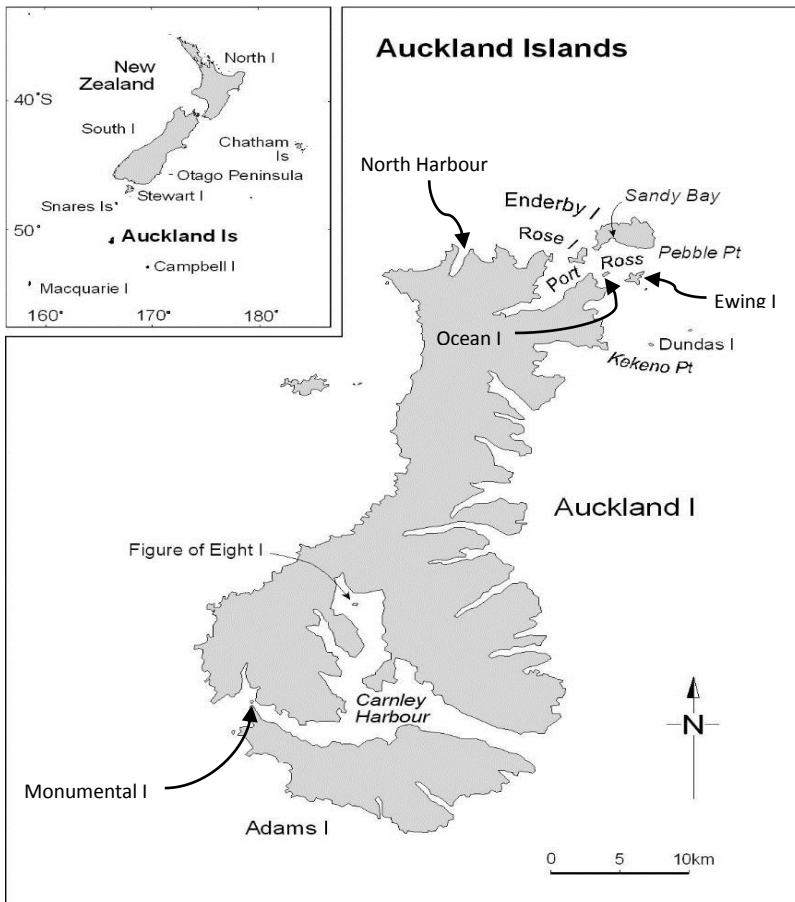 Auckland Islands
New
Zealand
North I
40°S
South I
Chatham
Is
Otago Peninsula
Stewart I
Snares Is
50°
Auckland Is
Campbell I
Macquarie I
160°
170°
180°
North Harbour
Enderby I
Sandy Bay
Rose I
Port Ross
Pebble Pt
Ewing I
Ocean I
Dundas I
Kekeno Pt
Auckland I
Figure of Eight I
Carnley
Harbour
N
Monumental I
Adams I
0 5 10km